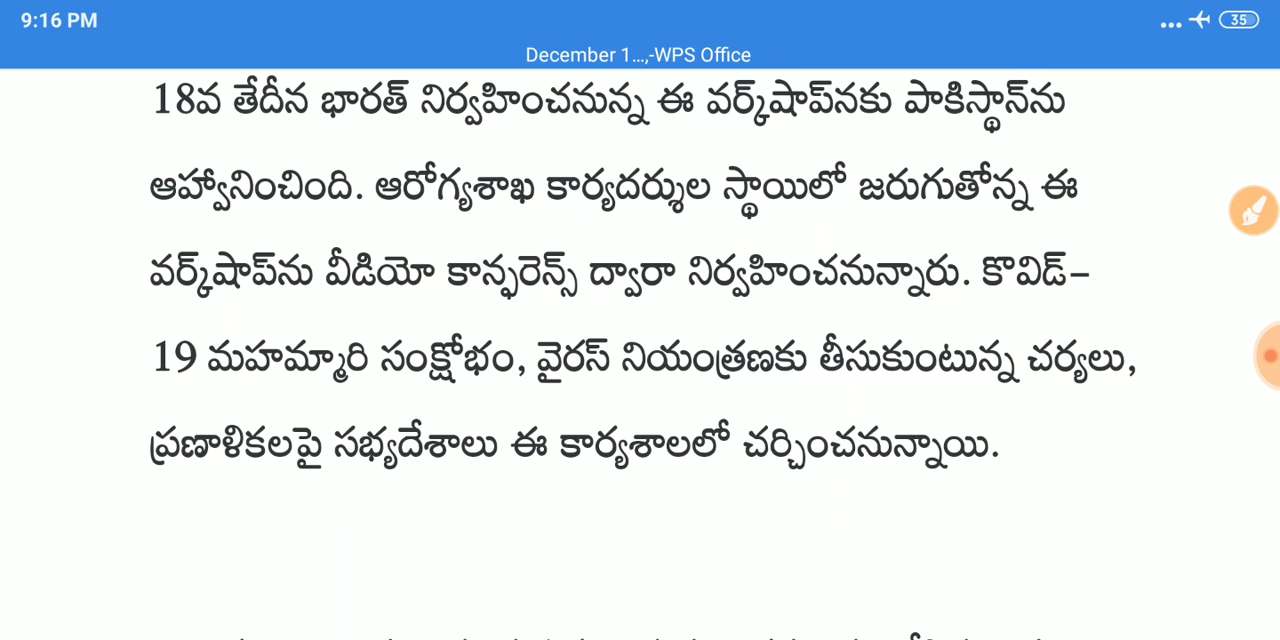 9:16 PM
35
December 1...,-WPS Office
18వ తేదీన భారత్ నిర్వహించనున్న ఈ వర్క్‌షాప్‌నకు పాకిస్థాన్‌ను
ఆహ్వానించింది. ఆరోగ్యశాఖ కార్యదర్శుల స్థాయిలో జరుగుతోన్న ఈ
వర్క్‌షాప్‌ను వీడియో కాన్ఫరెన్స్ ద్వారా నిర్వహించనున్నారు. కొవిడ్–
19 మహమ్మారి సంక్షోభం, వైరస్ నియంత్రణకు తీసుకుంటున్న చర్యలు,
ప్రణాళికలపై సభ్యదేశాలు ఈ కార్యశాలలో చర్చించనున్నాయి.